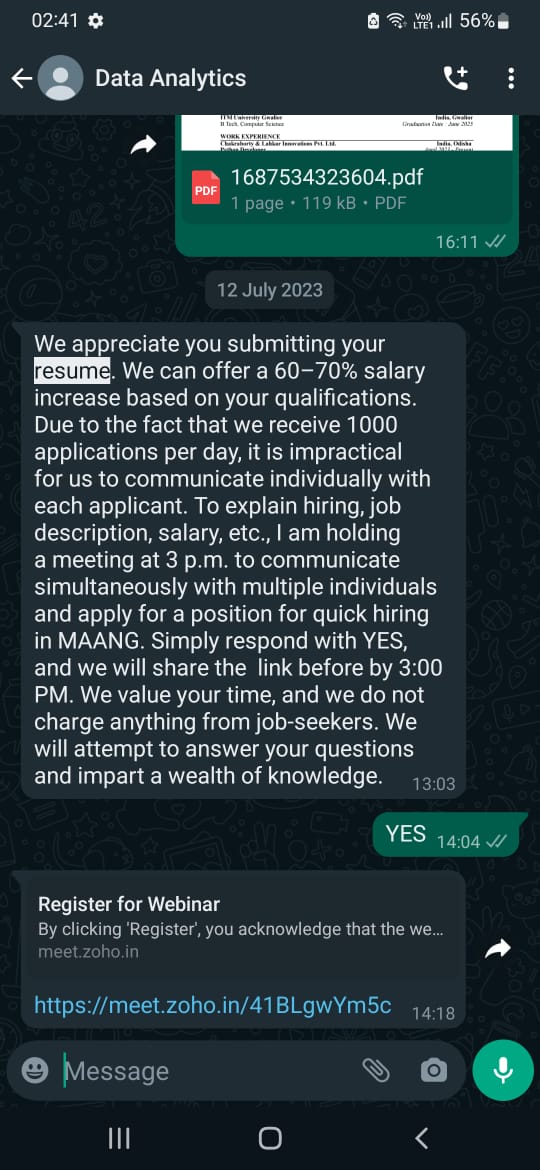 02:41
Vo)) LTE1 56%
Data Analytics
ITM University Gwalior India, Gwalior
B Tech, Computer Science Graduation Date : June 2023
WORK EXPERIENCE
Chakraborty & Lahkar Innovations Pvt. Ltd. India, Odisha
Python Developer April 2023 - Present
PDF
1687534323604.pdf
1 page • 119 kB • PDF
16:11
12 July 2023
We appreciate you submitting your
resume. We can offer a 60–70% salary
increase based on your qualifications.
Due to the fact that we receive 1000
applications per day, it is impractical
for us to communicate individually with
each applicant. To explain hiring, job
description, salary, etc., I am holding
a meeting at 3 p.m. to communicate
simultaneously with multiple individuals
and apply for a position for quick hiring
in MAANG. Simply respond with YES,
and we will share the  link before by 3:00
PM. We value your time, and we do not
charge anything from job-seekers. We
will attempt to answer your questions
and impart a wealth of knowledge. 13:03
YES 14:04
Register for Webinar
By clicking 'Register', you acknowledge that the we...
meet.zoho.in
https://meet.zoho.in/41BLgwYm5c 14:18
Message